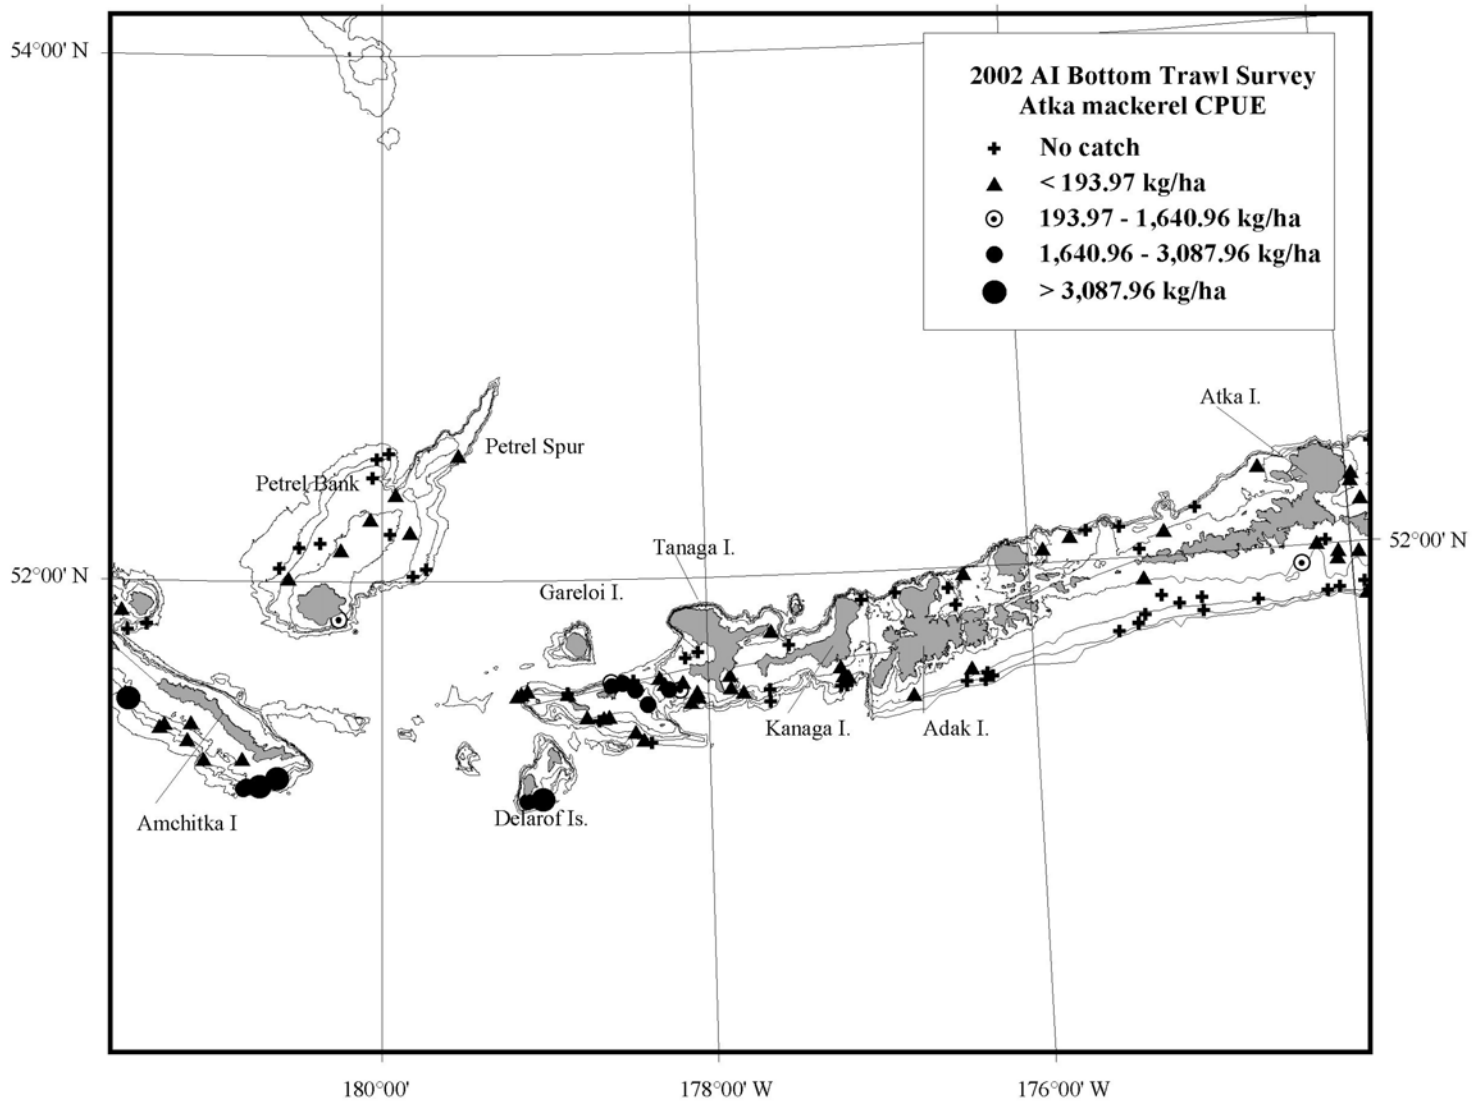 54°00' N
2002 AI Bottom Trawl Survey
Atka mackerel CPUE
No catch
< 193.97 kg/ha
193.97 - 1,640.96 kg/ha
1,640.96 - 3,087.96 kg/ha
> 3,087.96 kg/ha
Atka I.
Petrel Spur
Petrel Bank
52°00' N
Tanaga I.
52°00' N
Gareloi I.
Kanaga I.
Adak I.
Delarof Is.
Amchitka I
180°00'
178°00' W
176°00' W